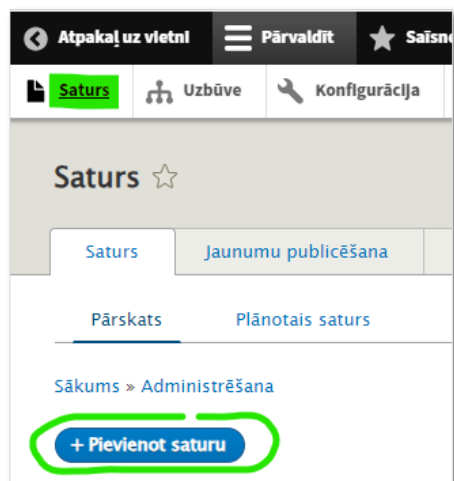 Atpakaļ uz vietni Pārvaldīt
Saturs Uzbūve Konfigurācija
Saturs
Saturs Jaunumu publicēšana
Pārskats Plānotais saturs
Sākums » Administrēšana
+ Pievienot saturu